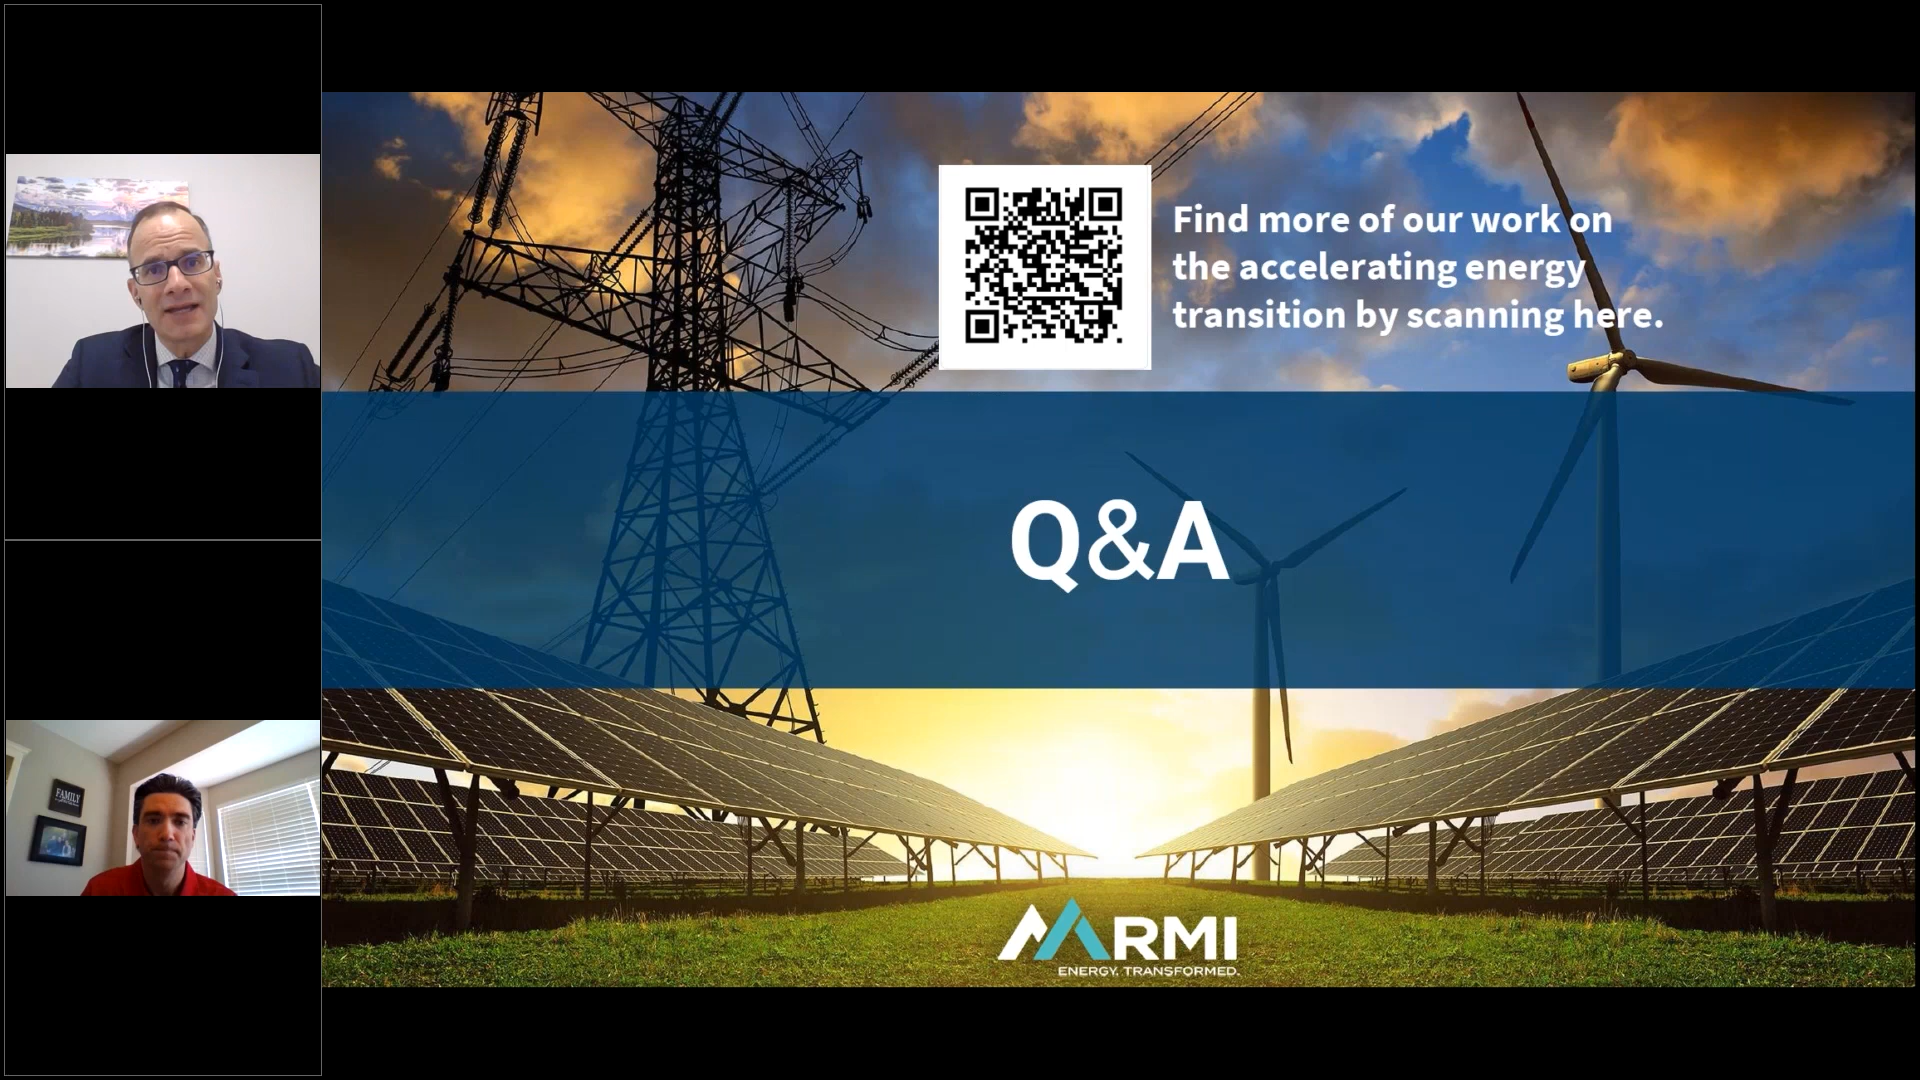 Find more of our work on
the accelerating energy
transition by scanning here.
Q&A
RMI
ENERGY. TRANSFORMED.
FAMILY